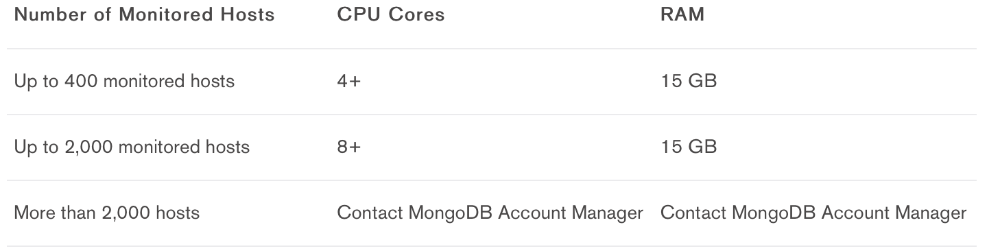 Number of Monitored Hosts CPU Cores RAM
Up to 400 monitored hosts 4+ 15 GB
Up to 2,000 monitored hosts 8+ 15 GB
More than 2,000 hosts Contact MongoDB Account Manager Contact MongoDB Account Manager